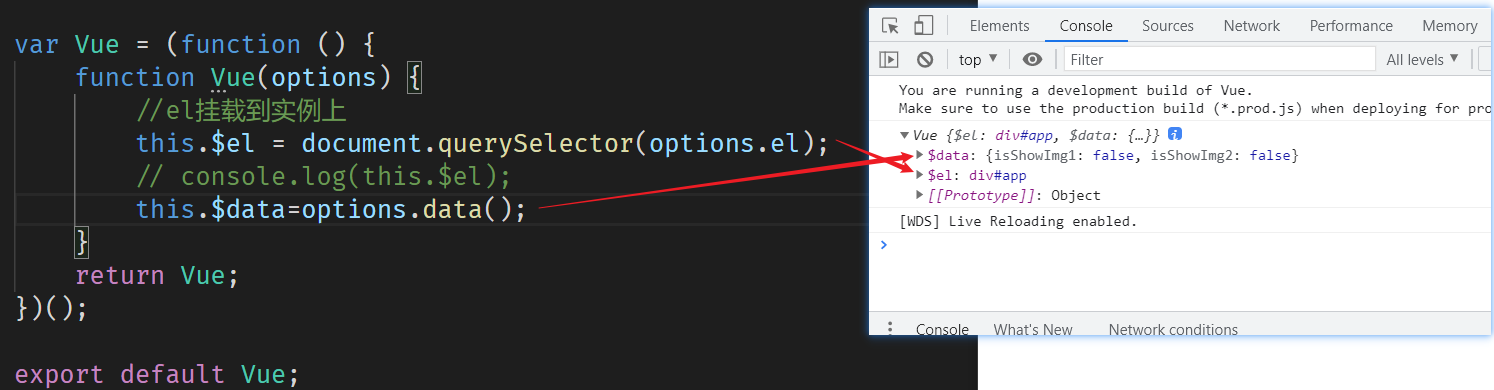 var Vue = (function () {
function Vue(options) {
//el挂载到实例上
this.$el = document.querySelector(options.el);
// console.log(this.$el);
this.$data=options.data();
}
return Vue;
})();
export default Vue;
Elements Console Sources Network Performance Memory
top ▼ Filter All levels ▼
You are running a development build of Vue.
Make sure to use the production build (*.prod.js) when deploying for pro
▼Vue {$el: div#app, $data: {…}} i
▶$data: {isShowImg1: false, isShowImg2: false}
▶$el: div#app
▶[[Prototype]]: Object
[WDS] Live Reloading enabled.
>
⋮ Console What's New Network conditions